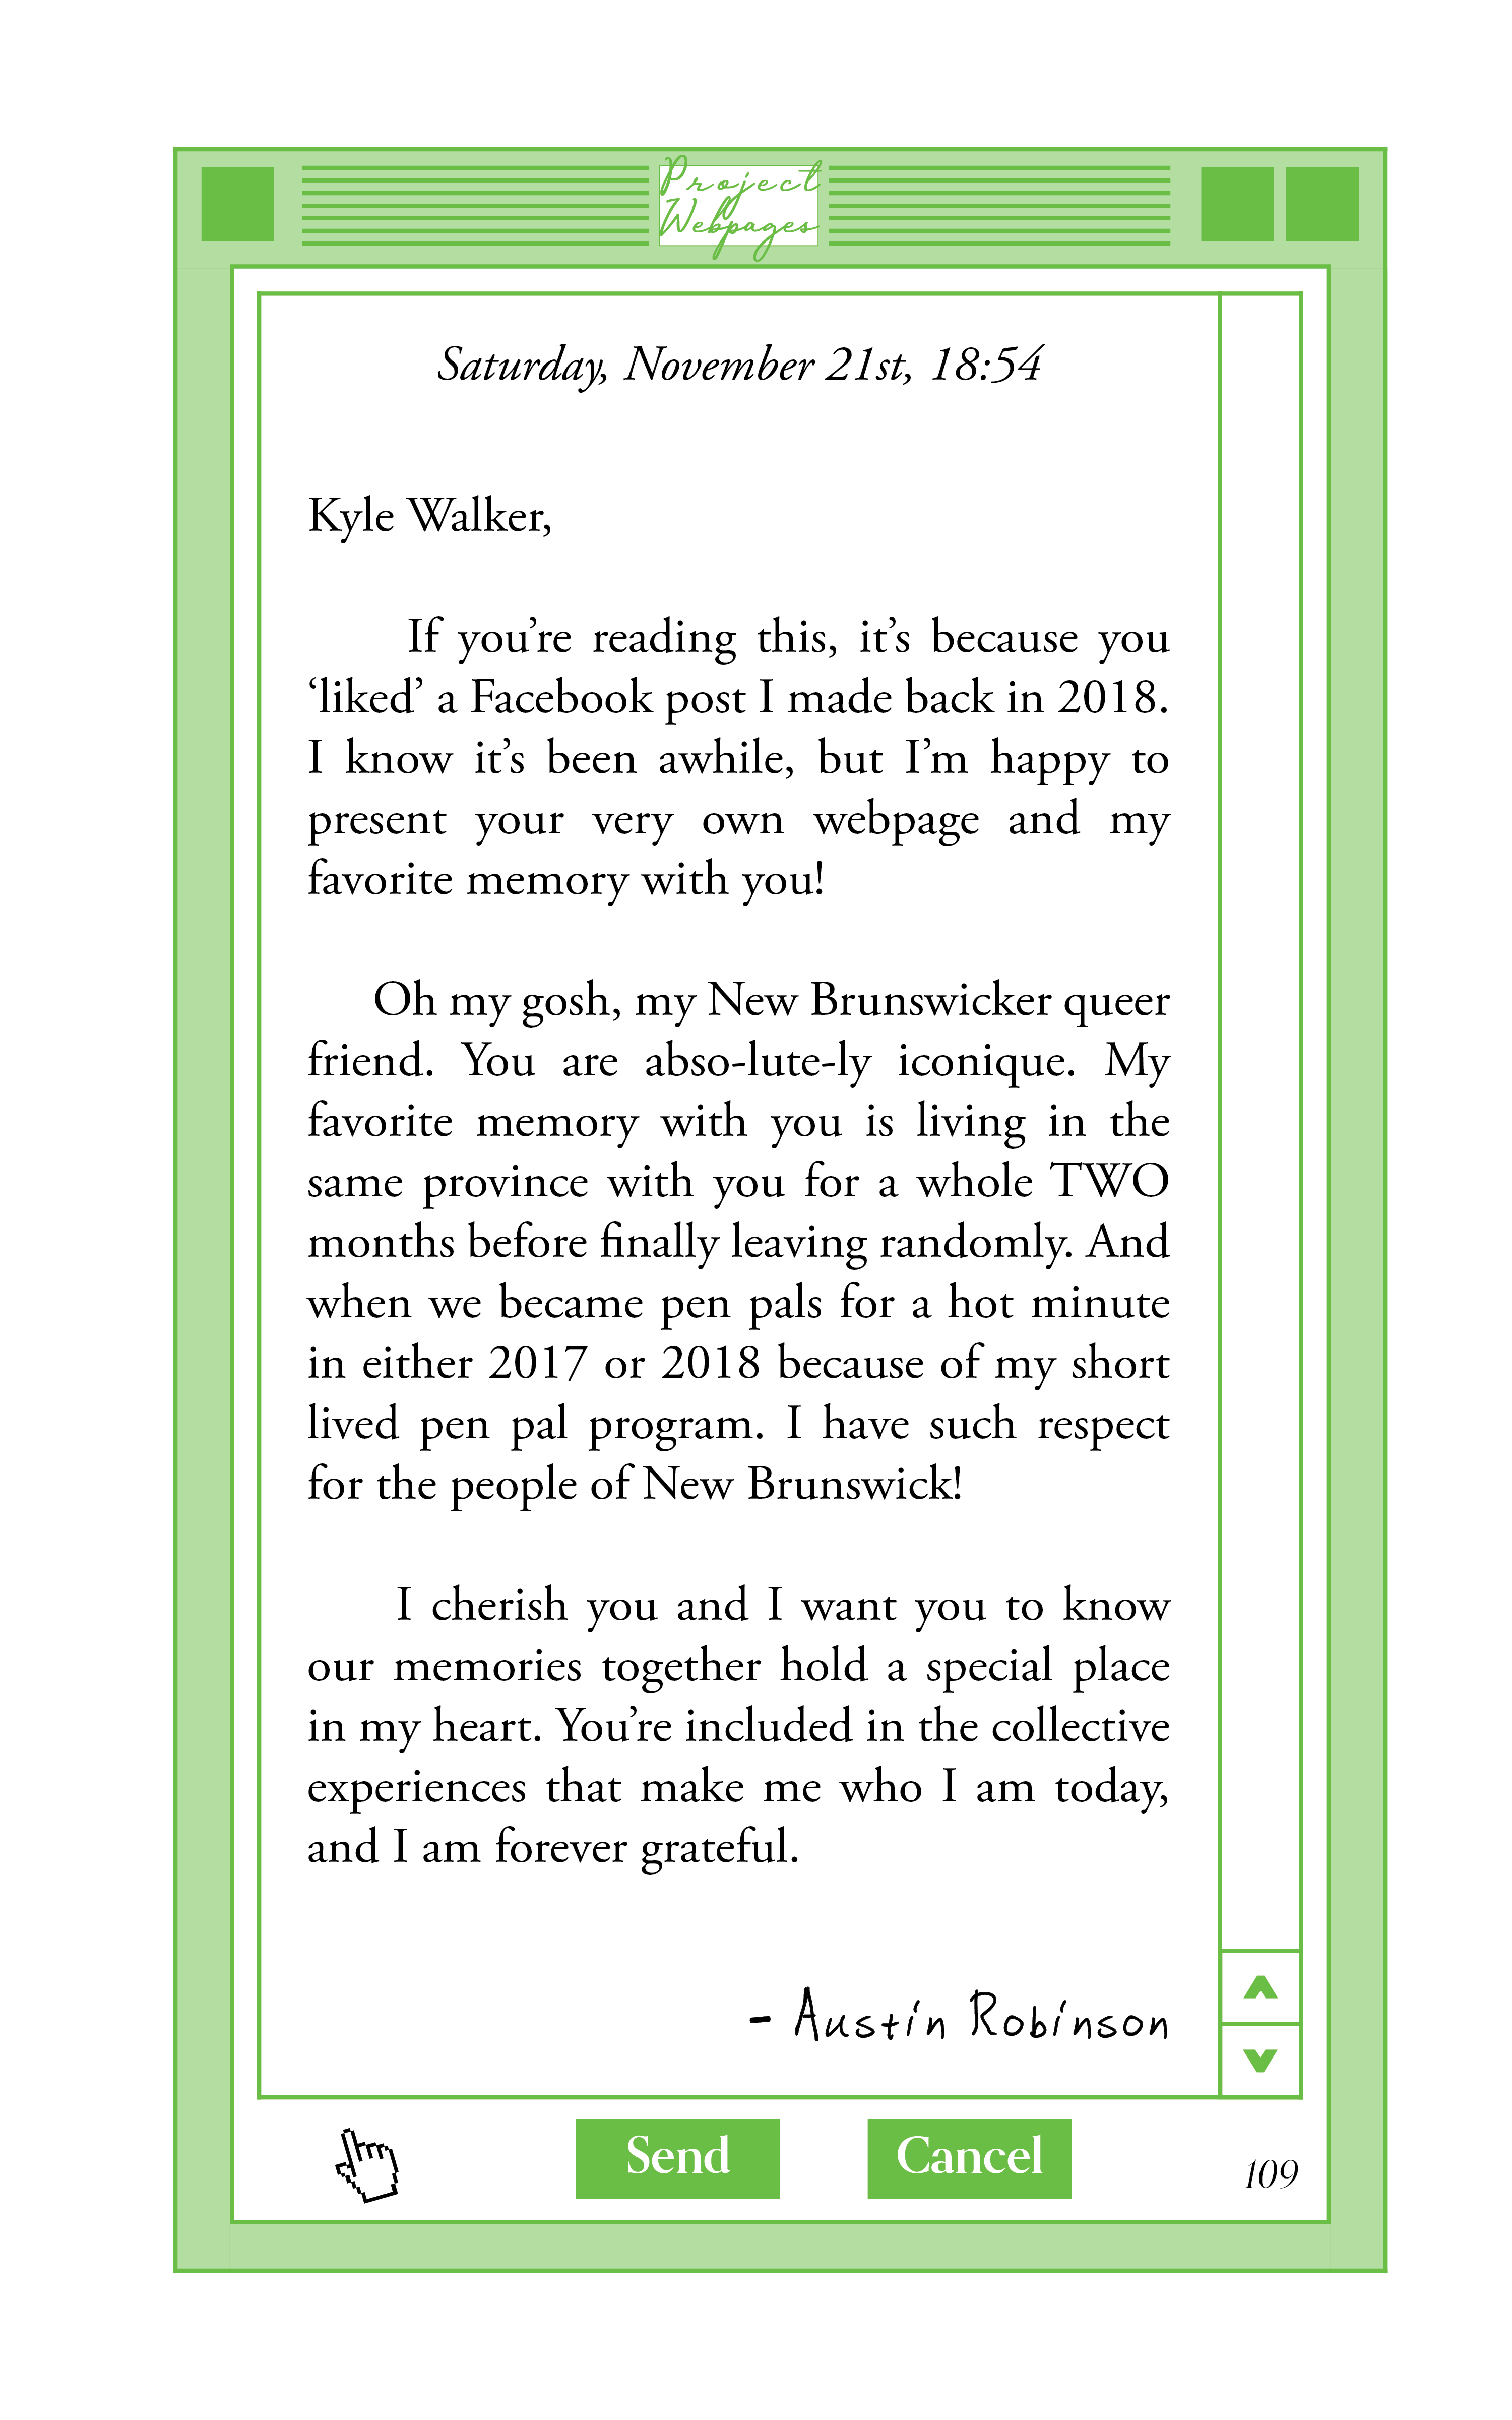 Project
Webpages
Saturday, November 21st, 18:54
Kyle Walker,
If you’re reading this, it’s because you
‘liked’ a Facebook post I made back in 2018.
I know it’s been awhile, but I’m happy to
present your very own webpage and my
favorite memory with you!
Oh my gosh, my New Brunswicker queer
friend. You are abso-lute-ly iconique. My
favorite memory with you is living in the
same province with you for a whole TWO
months before finally leaving randomly. And
when we became pen pals for a hot minute
in either 2017 or 2018 because of my short
lived pen pal program. I have such respect
for the people of New Brunswick!
I cherish you and I want you to know
our memories together hold a special place
in my heart. You’re included in the collective
experiences that make me who I am today,
and I am forever grateful.
- Austin Robinson
Send Cancel
109